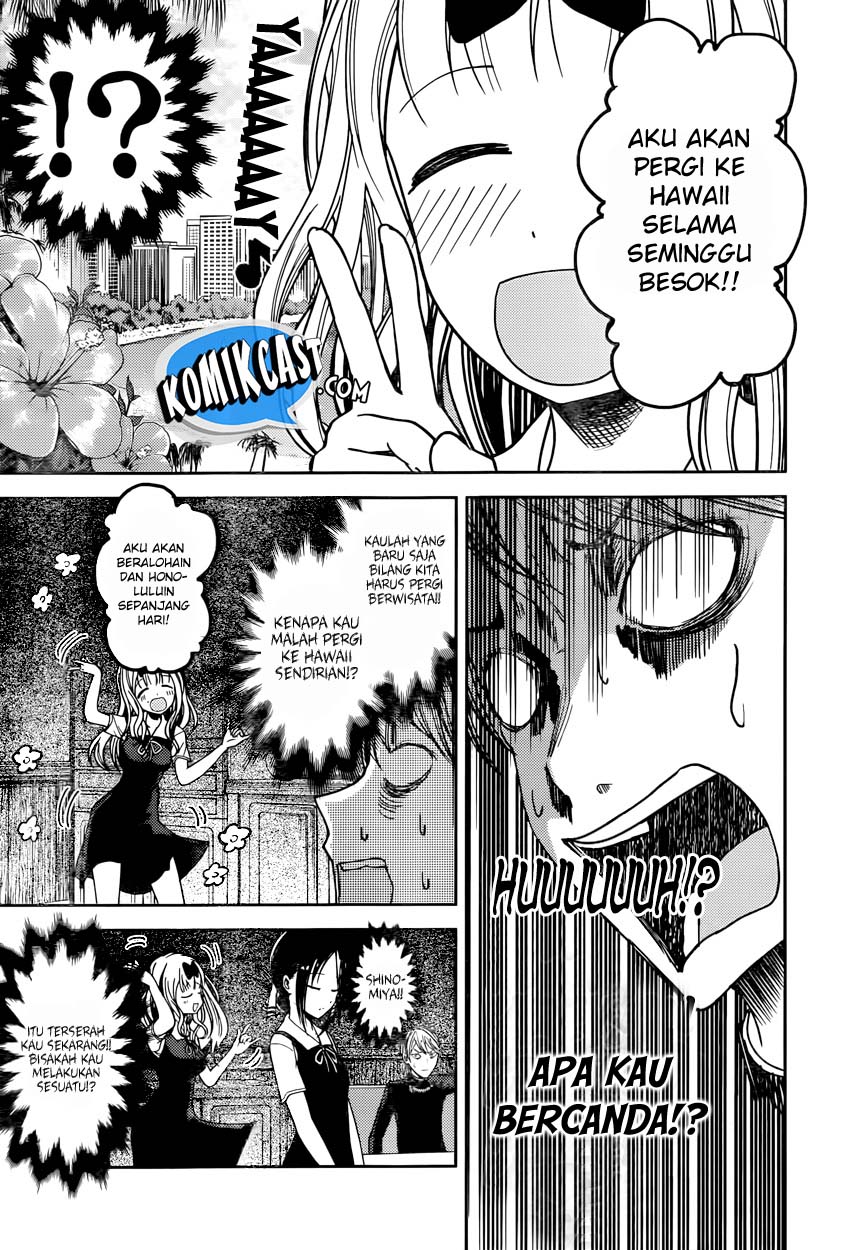 AKU AKAN
PERGI KE
HAWAII
SELAMA
SEMINGGU
BESOK!!
YAAAAAAAY
!?
KOMIKCAST
.COM
HUUUUUUH!?
APA KAU
BERCANDA!?
KAULAH YANG
BARU SAJA
BILANG KITA
HARUS PERGI
BERWISATA!!
KENAPA KAU
MALAH PERGI
KE HAWAII
SENDIRIAN!?
AKU AKAN
BERALOHAIN
DAN HONO-
LULUIN
SEPANJANG
HARI!
SHINO-
MIYA!!
ITU TERSERAH
KAU SEKARANG!!
BISAKAH KAU
MELAKUKAN
SESUATU!?